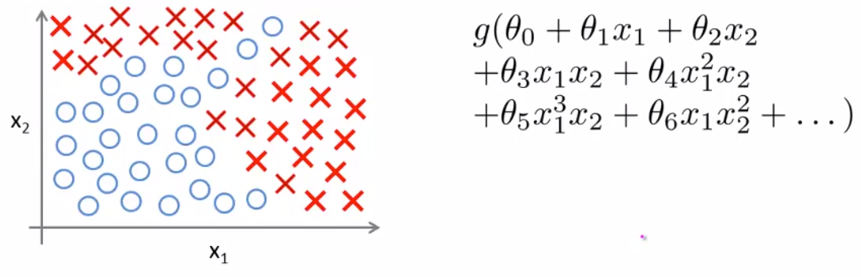 g(θ₀ + θ₁x₁ + θ₂x₂
+θ₃x₁x₂ + θ₄x₁²x₂
+θ₅x₁³x₂ + θ₆x₁x₂² + ...)
x₂
x₁